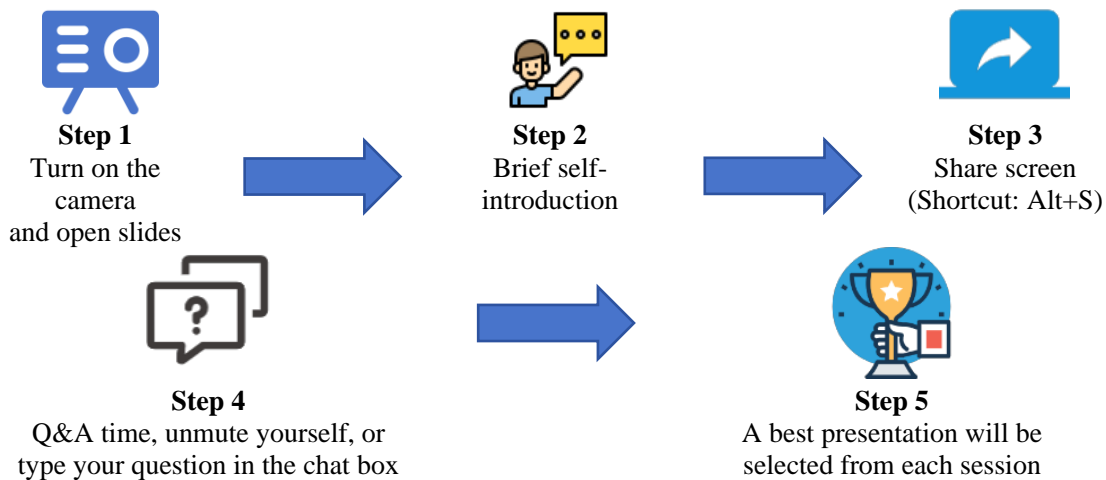 Step 1
Turn on the
camera
and open slides
Step 2
Brief self-
introduction
Step 3
Share screen
(Shortcut: Alt+S)
?
Step 4
Q&A time, unmute yourself, or
type your question in the chat box
Step 5
A best presentation will be
selected from each session